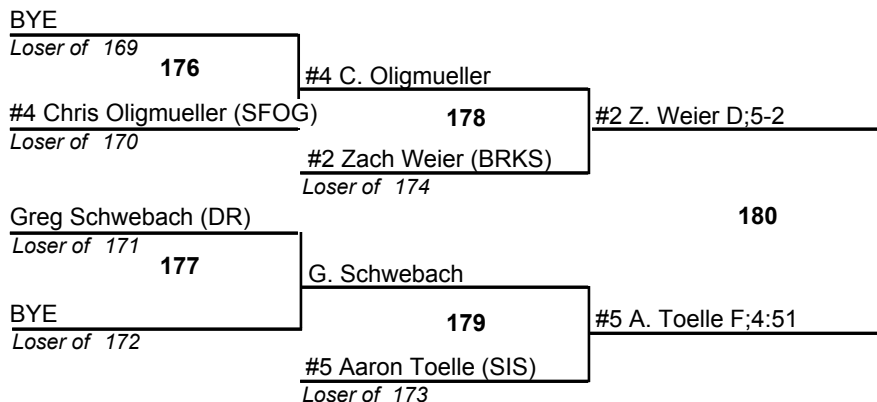 BYE
Loser of 169
176
#4 C. Oligmueller
#4 Chris Oligmueller (SFOG)
Loser of 170
178
#2 Z. Weier D;5-2
#2 Zach Weier (BRKS)
Loser of 174
Greg Schwebach (DR)
Loser of 171
180
177
G. Schwebach
BYE
Loser of 172
179
#5 A. Toelle F;4:51
#5 Aaron Toelle (SIS)
Loser of 173